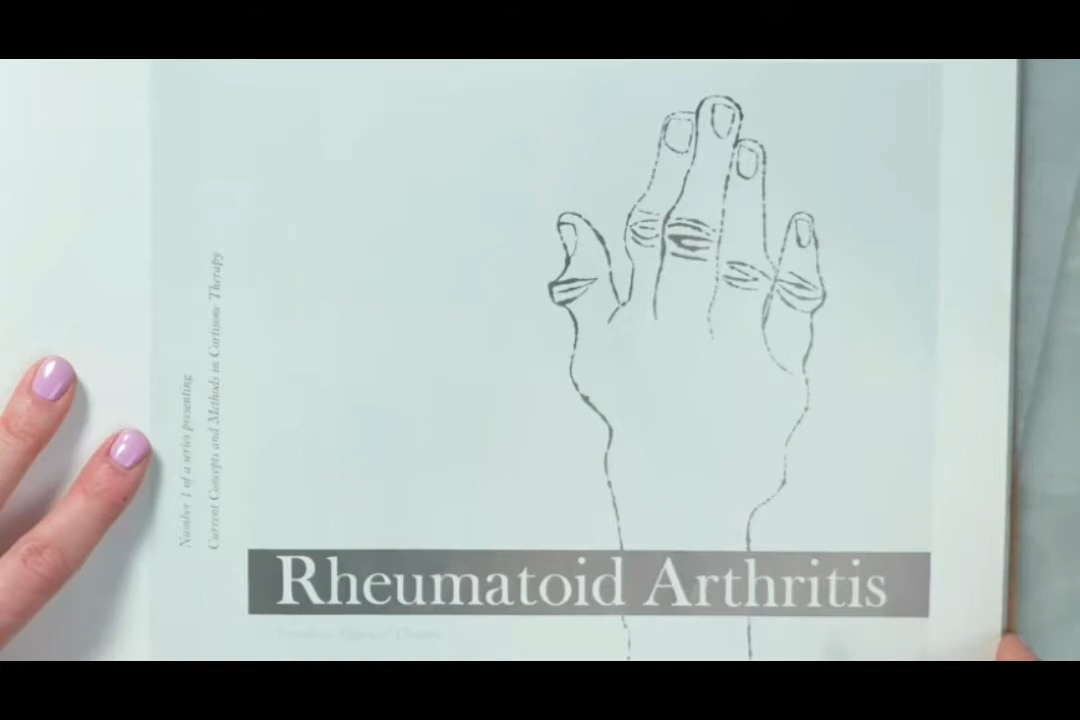 Number 1 of a series presenting
Current Concepts and Methods in Cortisone Therapy
Rheumatoid Arthritis